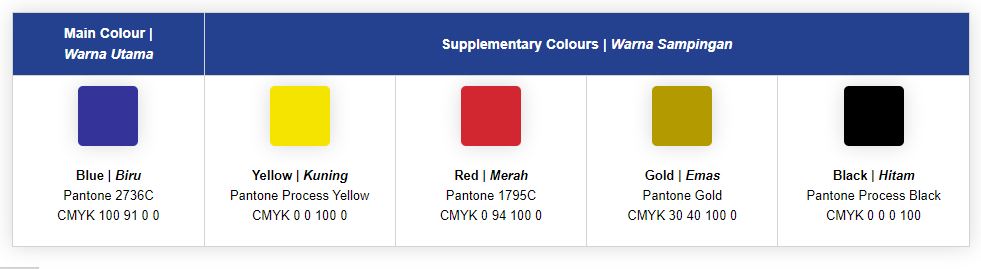 Main Colour |
Warna Utama
Supplementary Colours | Warna Sampingan
Blue | Biru
Pantone 2736C
CMYK 100 91 0 0
Yellow | Kuning
Pantone Process Yellow
CMYK 0 0 100 0
Red | Merah
Pantone 1795C
CMYK 0 94 100 0
Gold | Emas
Pantone Gold
CMYK 30 40 100 0
Black | Hitam
Pantone Process Black
CMYK 0 0 0 100